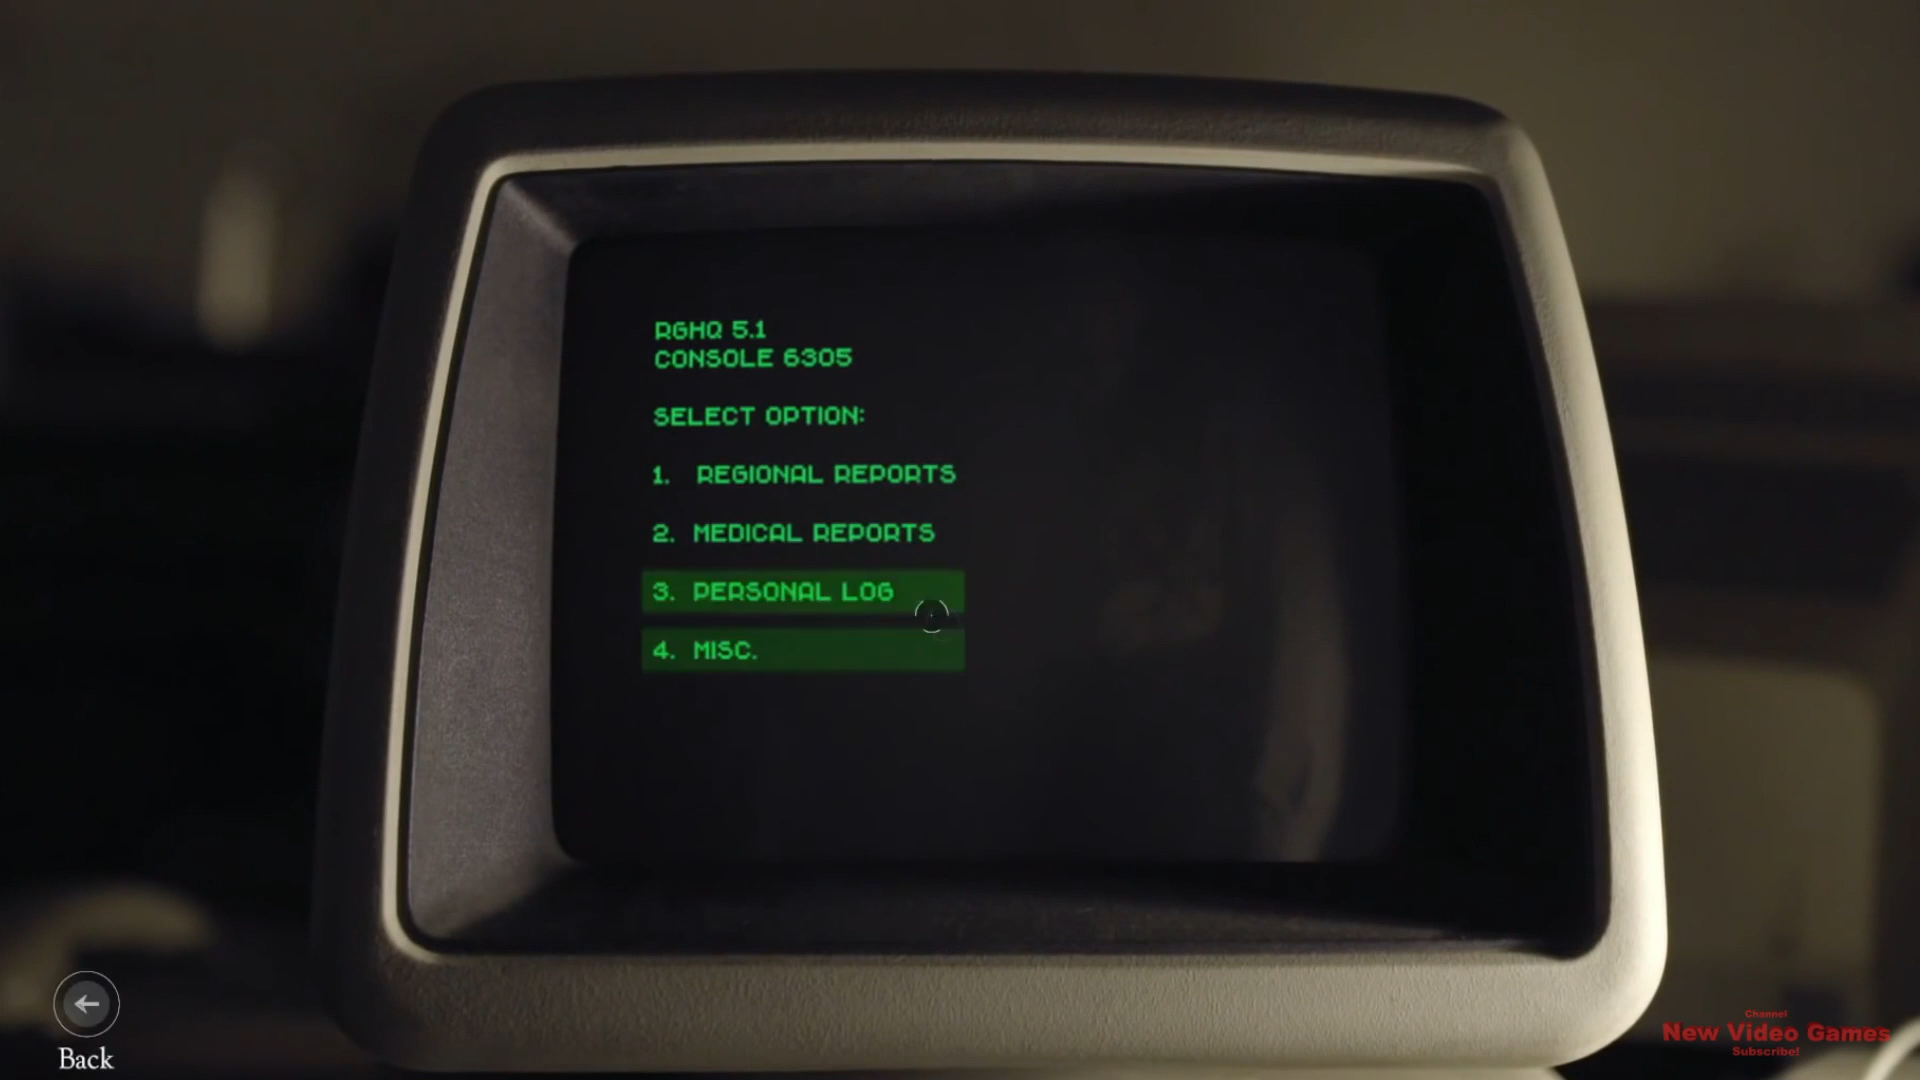 RGHQ 5.1
CONSOLE 6305
SELECT OPTION:
1. REGIONAL REPORTS
2. MEDICAL REPORTS
3. PERSONAL LOG
4. MISC.
Back
Channel
New Video Games
Subscribe!